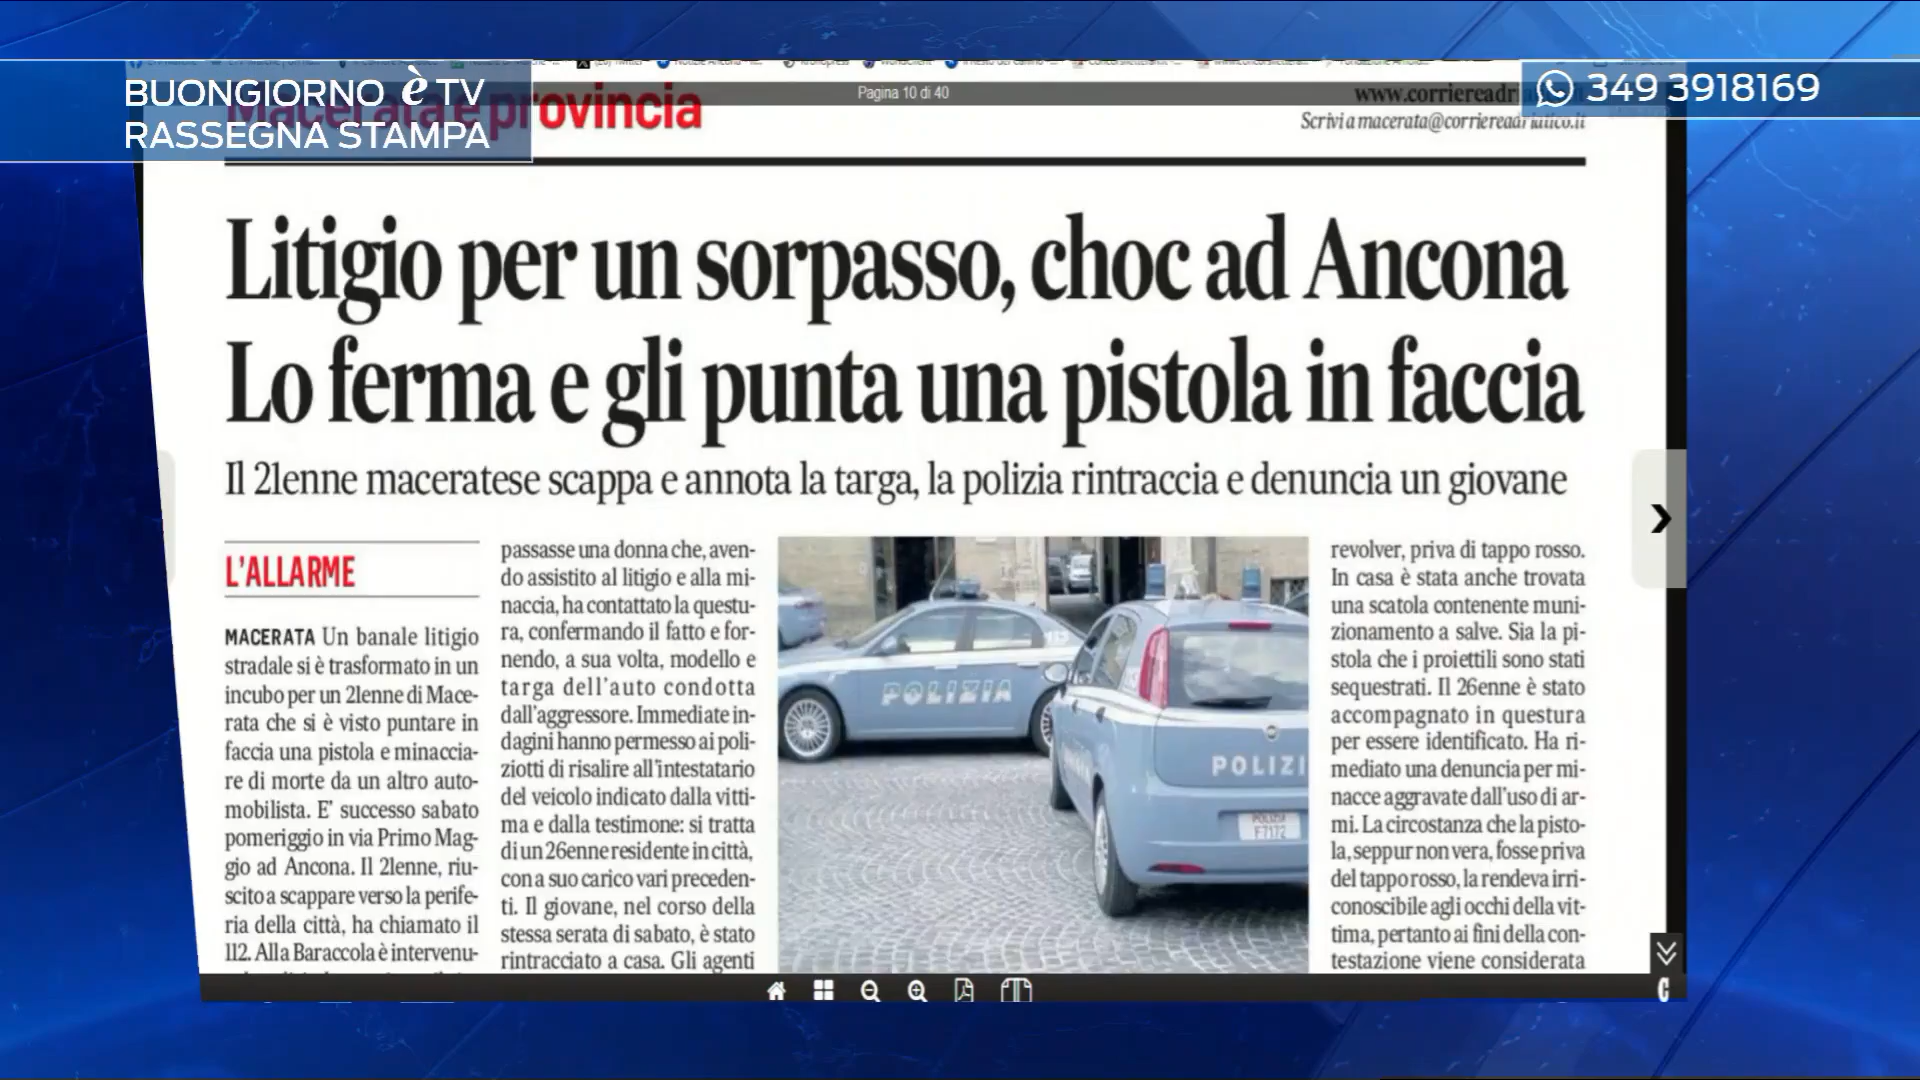 BUONGIORNO è TV
RASSEGNA STAMPA
349 3918169
Pagina 10 di 40
Macerata e provincia
www.corriereadr
Scrivi a macerata@corriereadriatico.it
Litigio per un sorpasso, choc ad Ancona
Lo ferma e gli punta una pistola in faccia
Il 21enne maceratese scappa e annota la targa, la polizia rintraccia e denuncia un giovane
L'ALLARME
MACERATA Un banale litigio
stradale si è trasformato in un
incubo per un 21enne di Mace-
rata che si è visto puntare in
faccia una pistola e minaccia-
re di morte da un altro auto-
mobilista. E' successo sabato
pomeriggio in via Primo Mag-
gio ad Ancona. Il 21enne, riu-
scito a scappare verso la perife-
ria della città, ha chiamato il
112. Alla Baraccola è intervenu-
passasse una donna che, aven-
do assistito al litigio e alla mi-
naccia, ha contattato la questu-
ra, confermando il fatto e for-
nendo, a sua volta, modello e
targa dell'auto condotta
dall'aggressore. Immediate in-
dagini hanno permesso ai poli-
ziotti di risalire all'intestatario
del veicolo indicato dalla vitti-
ma e dalla testimone: si tratta
di un 26enne residente in città,
con a suo carico vari preceden-
ti. Il giovane, nel corso della
stessa serata di sabato, è stato
rintracciato a casa. Gli agenti
POLIZIA
POLIZI
POLIZIA
F7172
revolver, priva di tappo rosso.
In casa è stata anche trovata
una scatola contenente muni-
zionamento a salve. Sia la pi-
stola che i proiettili sono stati
sequestrati. Il 26enne è stato
accompagnato in questura
per essere identificato. Ha ri-
mediato una denuncia per mi-
nacce aggravate dall'uso di ar-
mi. La circostanza che la pisto-
la, seppur non vera, fosse priva
del tappo rosso, la rendeva irri-
conoscibile agli occhi della vit-
tima, pertanto ai fini della con-
testazione viene considerata